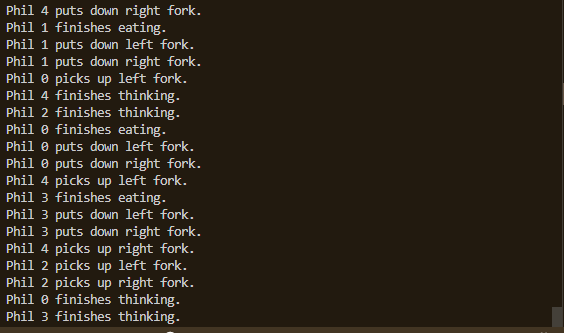 Phil 4 puts down right fork.
Phil 1 finishes eating.
Phil 1 puts down left fork.
Phil 1 puts down right fork.
Phil 0 picks up left fork.
Phil 4 finishes thinking.
Phil 2 finishes thinking.
Phil 0 finishes eating.
Phil 0 puts down left fork.
Phil 0 puts down right fork.
Phil 4 picks up left fork.
Phil 3 finishes eating.
Phil 3 puts down left fork.
Phil 3 puts down right fork.
Phil 4 picks up right fork.
Phil 2 picks up left fork.
Phil 2 picks up right fork.
Phil 0 finishes thinking.
Phil 3 finishes thinking.